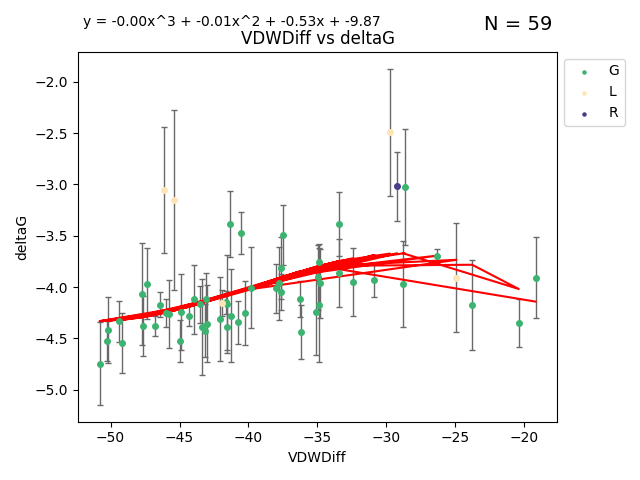 y = -0.00x^3 + -0.01x^2 + -0.53x + -9.87
N = 59
VDWDiff vs deltaG
G
L
R
−2.0
−2.5
−3.0
−3.5
−4.0
−4.5
−5.0
deltaG
−50 −45 −40 −35 −30 −25 −20
VDWDiff